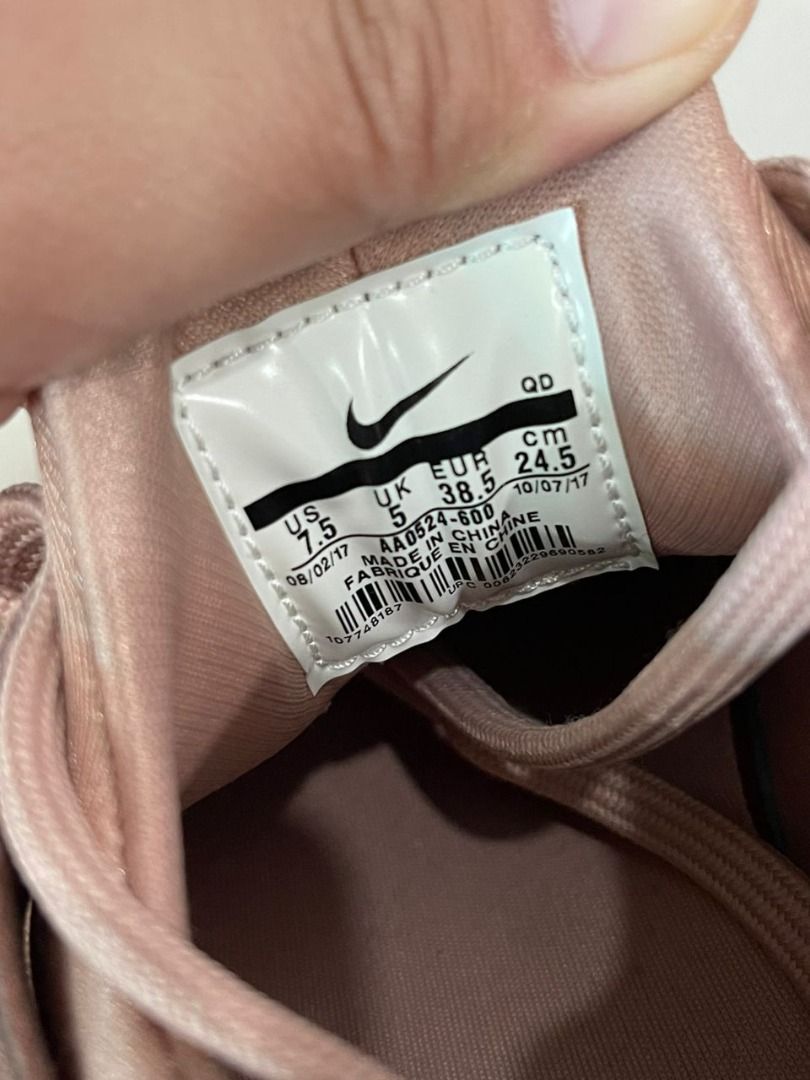 QD
US UK EUR cm
7.5 5 38.5 24.5
08/02/17 AA0524-600 10/07/17
MADE IN CHINA
FABRIQUE EN CHINE
107748187 UPC 00823229690562